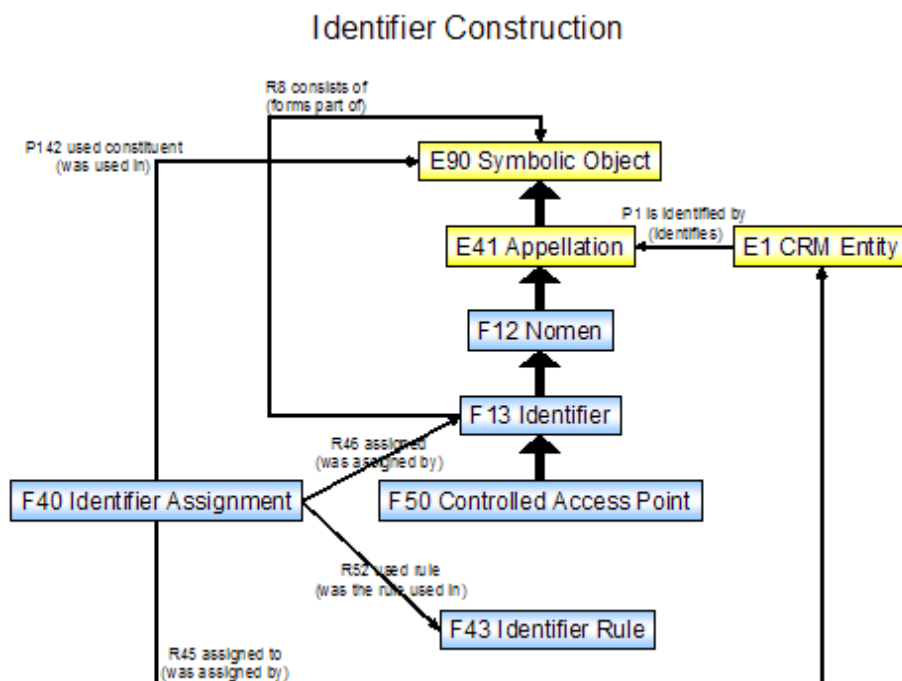 Identifier Construction
R8 consists of
(forms part of)
P142 used constituent
(was used in)
E90 Symbolic Object
P1 is identified by
(identifies)
E41 Appellation
E1 CRM Entity
F12 Nomen
F13 Identifier
R46 assigned
(was assigned by)
F40 Identifier Assignment
F50 Controlled Access Point
R52 used rule
(was the rule used in)
F43 Identifier Rule
R45 assigned to
(was assigned by)